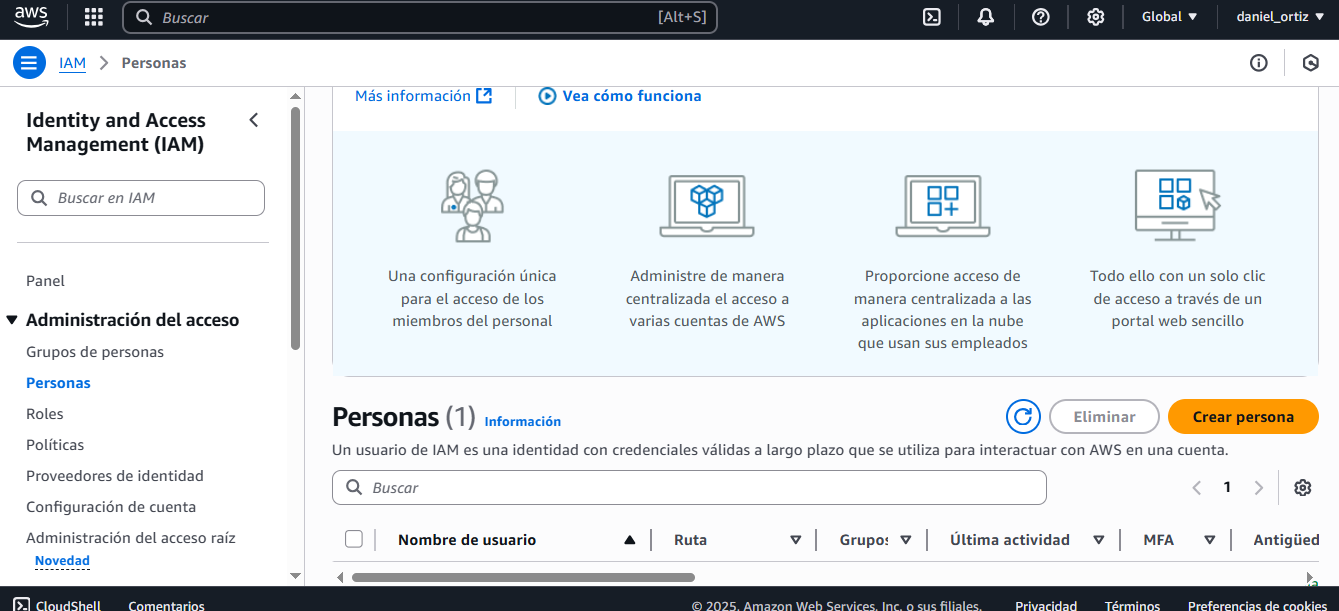 aws
Buscar
[Alt+S]
Global
daniel_ortiz
IAM
Personas
Identity and Access
Management (IAM)
Buscar en IAM
Panel
Administración del acceso
Grupos de personas
Personas
Roles
Políticas
Proveedores de identidad
Configuración de cuenta
Administración del acceso raíz
Novedad
Más información
Vea cómo funciona
Una configuración única
para el acceso de los
miembros del personal
Administre de manera
centralizada el acceso a
varias cuentas de AWS
Proporcione acceso de
manera centralizada a las
aplicaciones en la nube
que usan sus empleados
Todo ello con un solo clic
de acceso a través de un
portal web sencillo
Personas (1) Información
Eliminar
Crear persona
Un usuario de IAM es una identidad con credenciales válidas a largo plazo que se utiliza para interactuar con AWS en una cuenta.
Buscar
1
Nombre de usuario
Ruta
Grupos
Última actividad
MFA
Antigüed
CloudShell
Comentarios
© 2025, Amazon Web Services, Inc. o sus filiales.
Privacidad
Términos
Preferencias de cookies